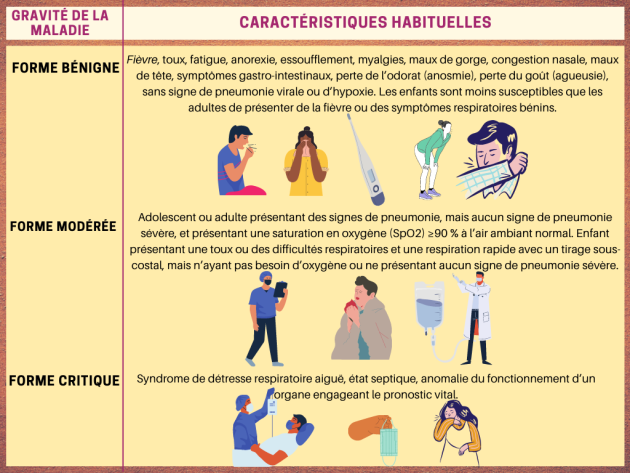 GRAVITÉ DE LA
MALADIE
CARACTÉRISTIQUES HABITUELLES
FORME BÉNIGNE
Fièvre, toux, fatigue, anorexie, essoufflement, myalgies, maux de gorge, congestion nasale, maux
de tête, symptômes gastro-intestinaux, perte de l'odorat (anosmie), perte du goût (agueusie),
sans signe de pneumonie virale ou d'hypoxie. Les enfants sont moins susceptibles que les
adultes de présenter de la fièvre ou des symptômes respiratoires bénins.
FORME MODÉRÉE
Adolescent ou adulte présentant des signes de pneumonie, mais aucun signe de pneumonie
sévère, et présentant une saturation en oxygène (SpO2) ≥90 % à l'air ambiant normal. Enfant
présentant une toux ou des difficultés respiratoires et une respiration rapide avec un tirage sous-
costal, mais n'ayant pas besoin d'oxygène ou ne présentant aucun signe de pneumonie sévère.
FORME CRITIQUE
Syndrome de détresse respiratoire aiguë, état septique, anomalie du fonctionnement d'un
organe engageant le pronostic vital.